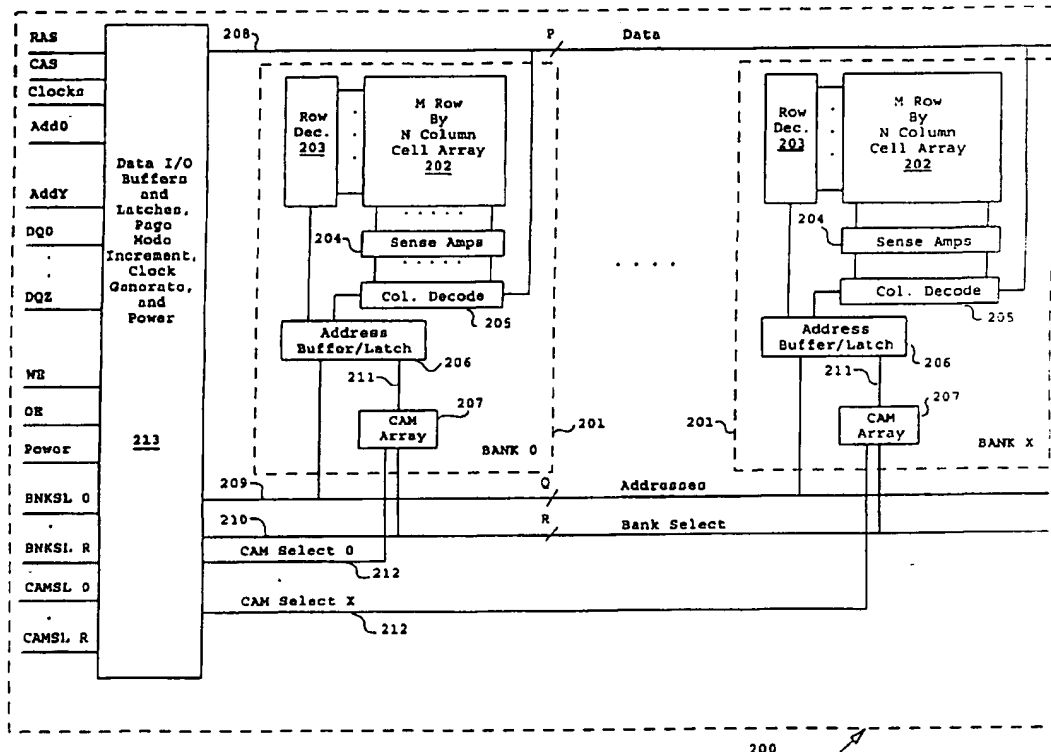 RAS
CAS
Clocks
Add0
AddY
DQ0
DQZ
WE
OE
Power
BNKSL 0
BNKSL R
CAMSL 0
CAMSL R
Data I/O
Buffers
and
Latches,
Pago
Modo
Increment,
Clock
Generato,
and
Power
213
208
P
Data
Row
Dec.
203
M Row
By
N Column
Cell Array
202
204
Sense Amps
Col. Decode
205
Address
Buffor/Latch
206
211
207
CAM
Array
201
BANK 0
Row
Dec.
203
M Row
By
N Column
Cell Array
202
204
Sense Amps
Col. Decode
205
Address
Buffer/Latch
206
211
207
CAM
Array
201
BANK X
209
Q
Addresses
210
R
Bank Select
CAM Select 0
212
CAM Select X
212
200